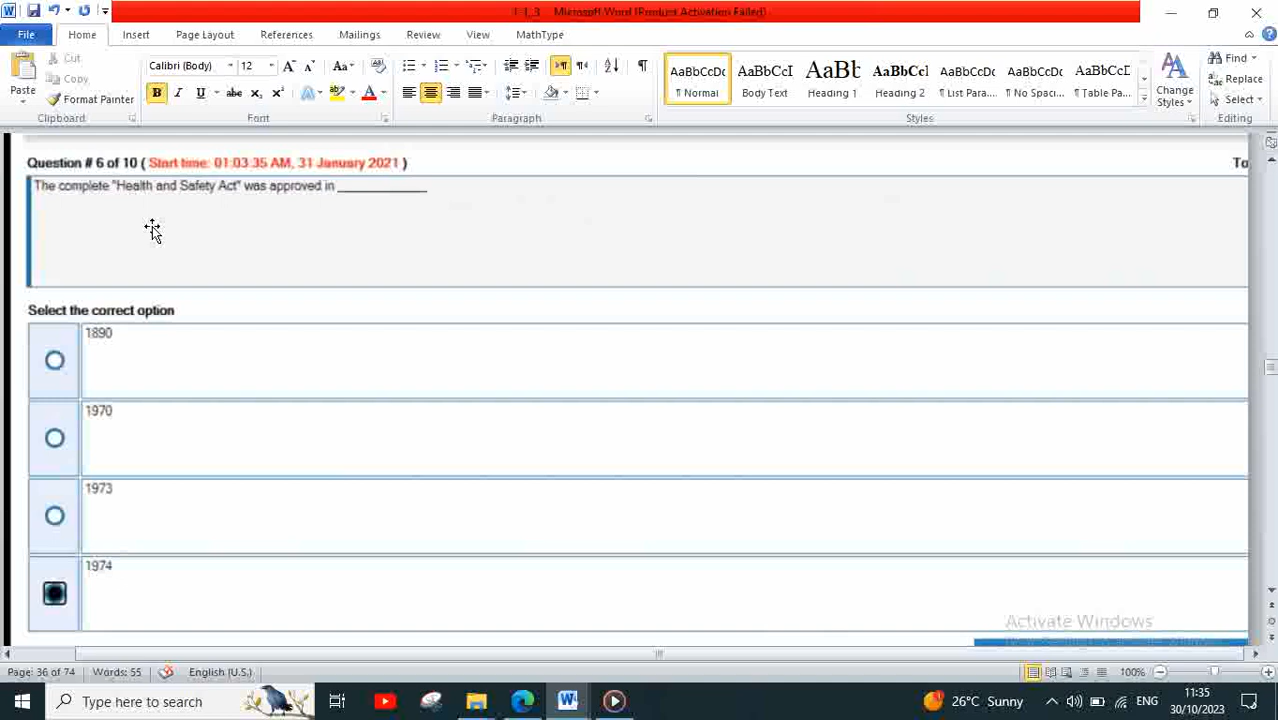 1-1,,3 - Microsoft Word (Product Activation Failed)
File Home Insert Page Layout References Mailings Review View MathType
Cut
Copy
Paste
Format Painter
Clipboard
Calibri (Body) 12
Font
Paragraph
AaBbCcDc AaBbCcI AaBb AaBbCcI AaBbCcDc AaBbCcDc AaBbCcDc
¶ Normal Body Text Heading 1 Heading 2 ¶ List Para... ¶ No Spaci... ¶ Table Pa...
Styles
Change
Styles
Find
Replace
Select
Editing
Question # 6 of 10 ( Start time: 01:03:35 AM, 31 January 2021 ) To
The complete "Health and Safety Act" was approved in _____________
Select the correct option
1890
1970
1973
1974
Activate Windows
Page: 36 of 74 Words: 55 English (U.S.) 100%
Type here to search
26°C Sunny
ENG
11:35
30/10/2023